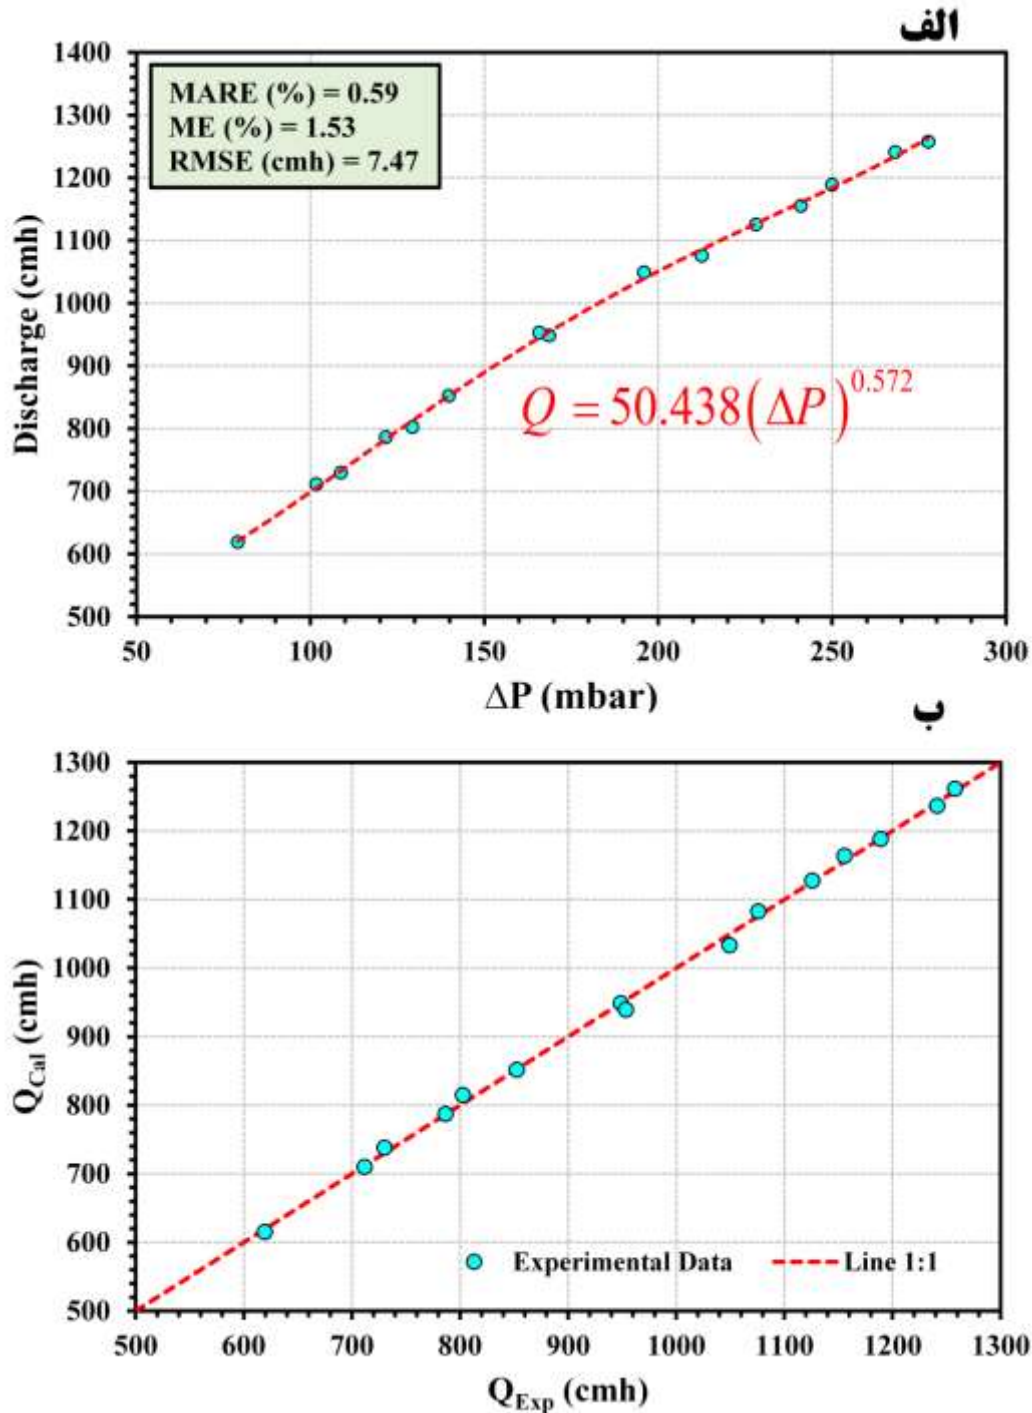 الف
1400
1300
1200
1100
1000
900
800
700
600
500
Discharge (cmh)
MARE (%) = 0.59
ME (%) = 1.53
RMSE (cmh) = 7.47
Q = 50.438(ΔP)^0.572
50 100 150 200 250 300
ΔP (mbar)
ب
1300
1200
1100
1000
900
800
700
600
500
Q_Cal (cmh)
Experimental Data Line 1:1
500 600 700 800 900 1000 1100 1200 1300
Q_Exp (cmh)